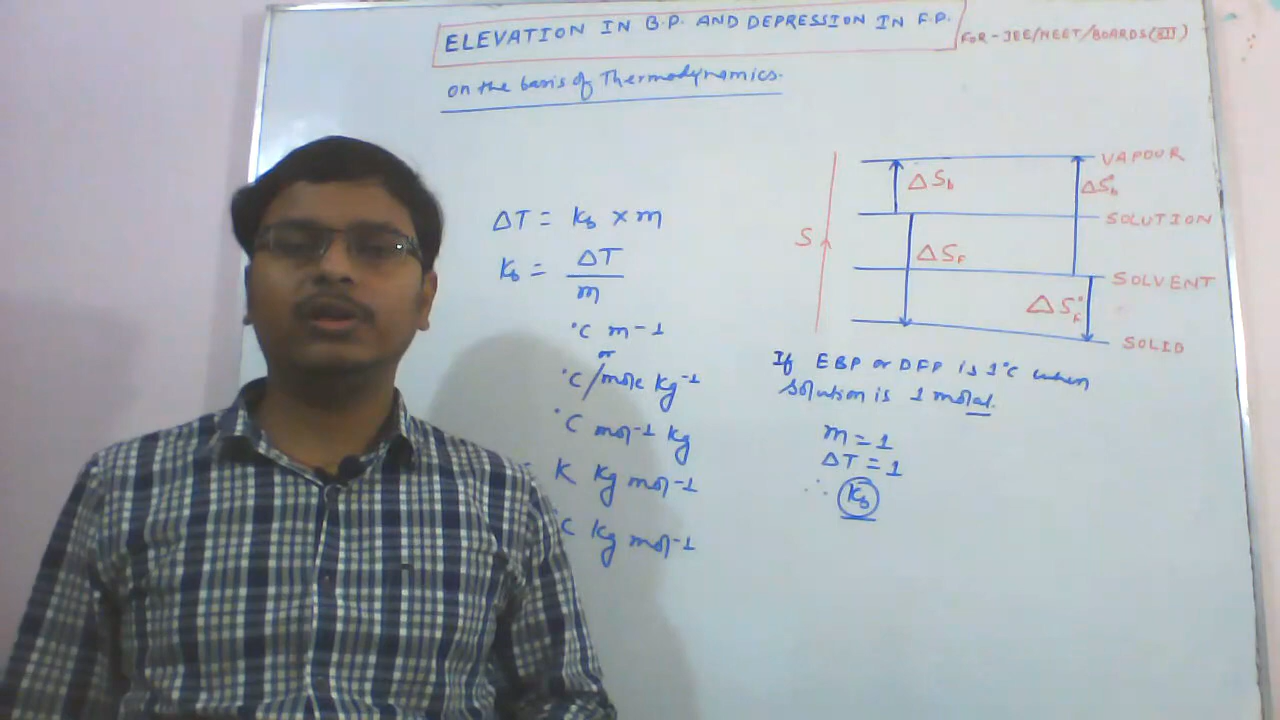 ELEVATION IN B.P. AND DEPRESSION IN F.P.
FOR-JEE/NEET/BOARDS(XII)
on the basis of Thermodynamics.
ΔT = Kb × m
Kb = ΔT
m
°C m-1
or
°C/mole Kg-1
°C mol-1 Kg
= K Kg mol-1
°C Kg mol-1
S
VAPOUR
ΔSb
ΔS°b
SOLUTION
ΔSF
SOLVENT
ΔS°F
SOLID
If EBP or DFP is 1°C when
Solution is 1 molal.
m = 1
ΔT = 1
∴ Kb